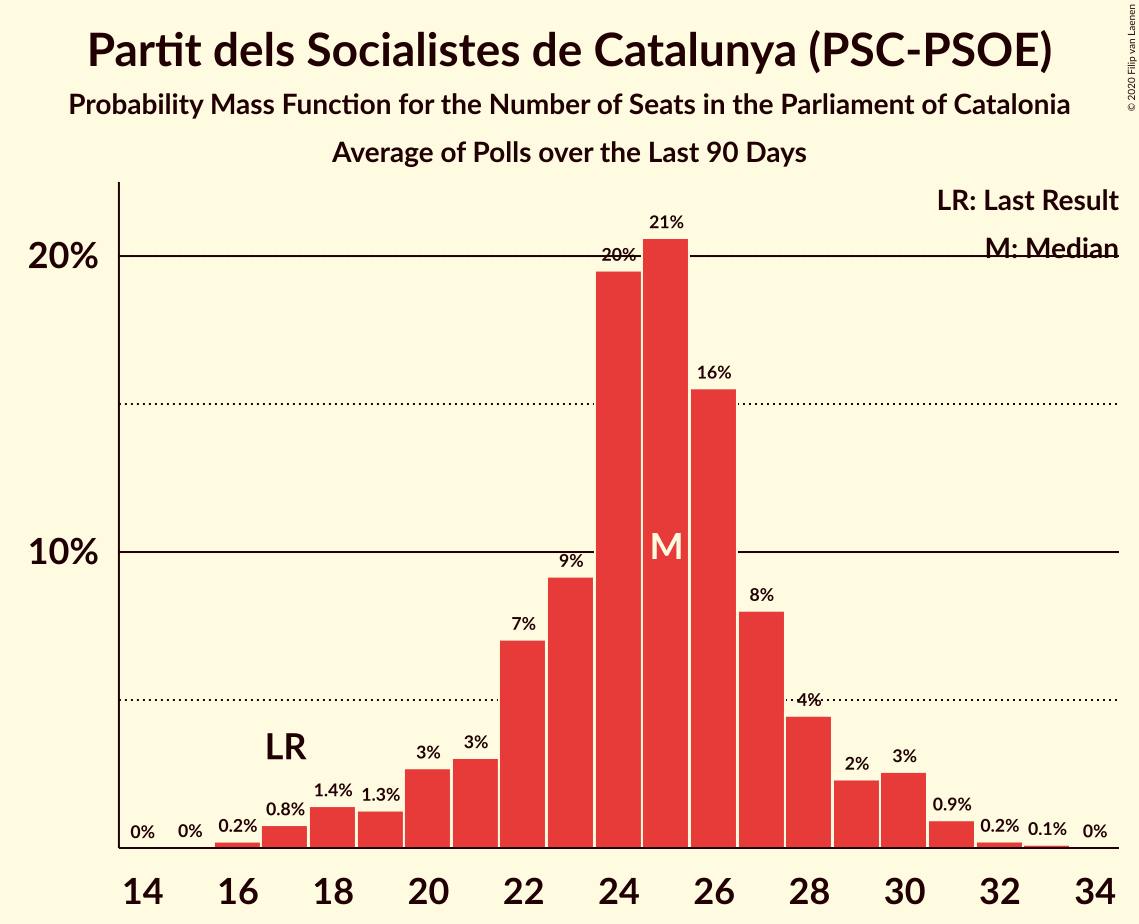 Partit dels Socialistes de Catalunya (PSC-PSOE)
Probability Mass Function for the Number of Seats in the Parliament of Catalonia
Average of Polls over the Last 90 Days
© 2020 Filip van Laenen
LR: Last Result
M: Median
20%
10%
0%
0%
0.2%
0.8%
1.4%
1.3%
3%
3%
7%
9%
20%
21%
16%
8%
4%
2%
3%
0.9%
0.2%
0.1%
0%
LR
M
14 16 18 20 22 24 26 28 30 32 34